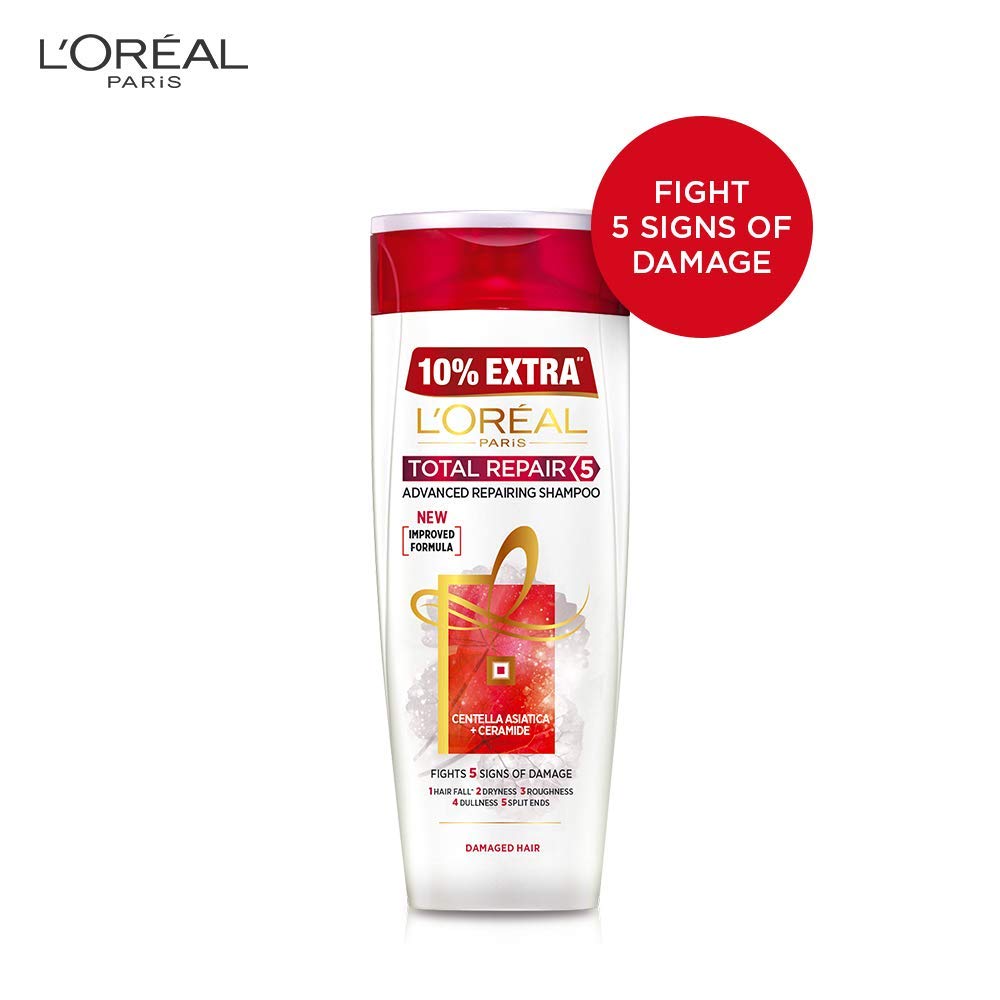 L'ORÉAL
PARiS
FIGHT
5 SIGNS OF
DAMAGE
10% EXTRA##
L'ORÉAL
PARiS
TOTAL REPAIR 5
ADVANCED REPAIRING SHAMPOO
NEW
IMPROVED
FORMULA
CENTELLA ASIATICA
+ CERAMIDE
FIGHTS 5 SIGNS OF DAMAGE
1 HAIR FALL* 2 DRYNESS 3 ROUGHNESS
4 DULLNESS 5 SPLIT ENDS
DAMAGED HAIR